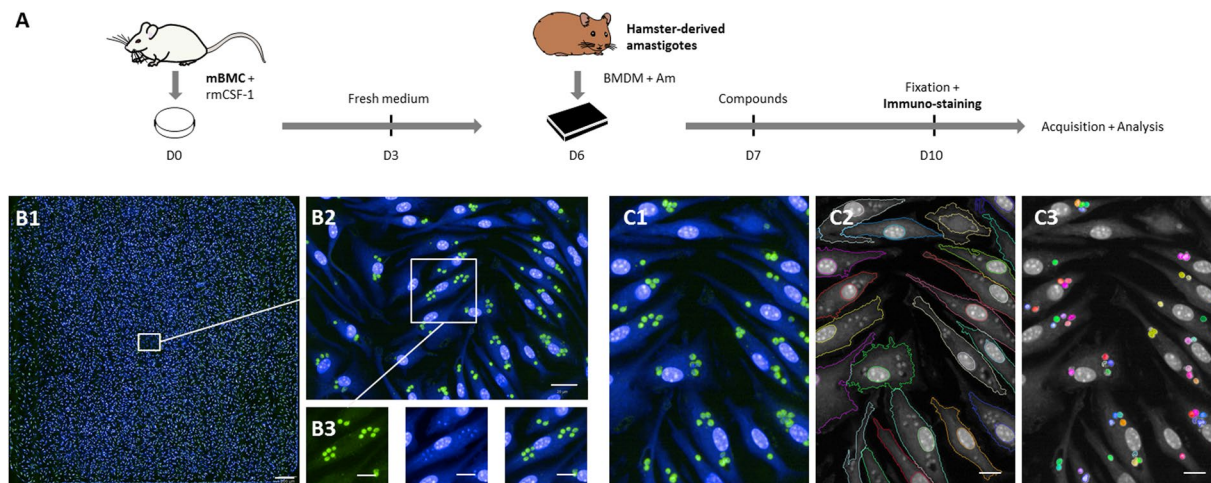 A
Hamster-derived
amastigotes
mBMC +
rmCSF-1
BMDM + Am
Fresh medium
Compounds
Fixation +
Immuno-staining
Acquisition + Analysis
D0
D3
D6
D7
D10
B1
B2
B3
C1
C2
C3